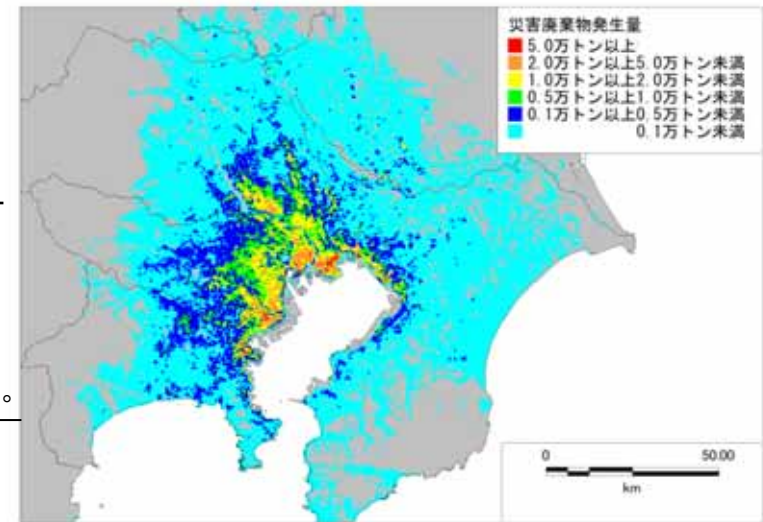 災害廃棄物発生量
5.0万トン以上
2.0万トン以上5.0万トン未満
1.0万トン以上2.0万トン未満
0.5万トン以上1.0万トン未満
0.1万トン以上0.5万トン未満
0.1万トン未満
。
0 50.00
km